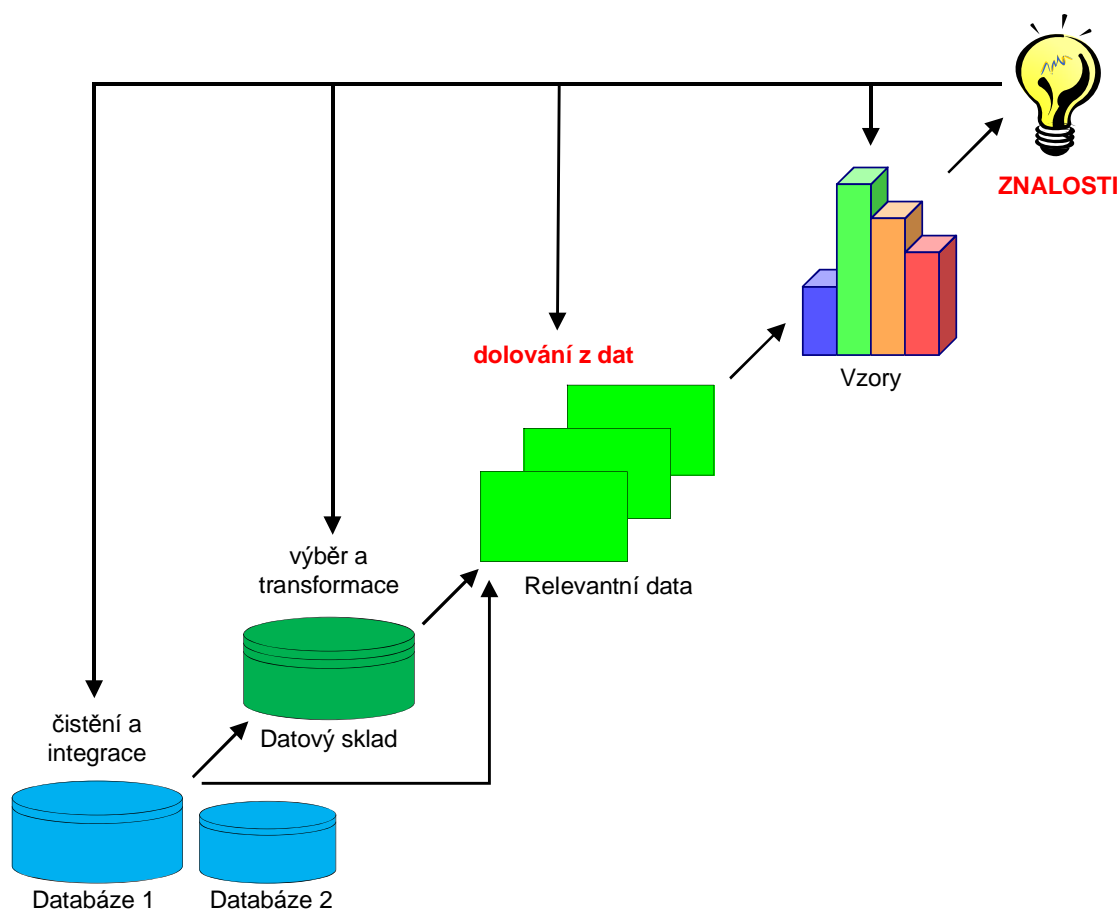 ZNALOSTI
dolování z dat
Vzory
výběr a
transformace
Relevantní data
čistění a
integrace
Datový sklad
Databáze 1
Databáze 2